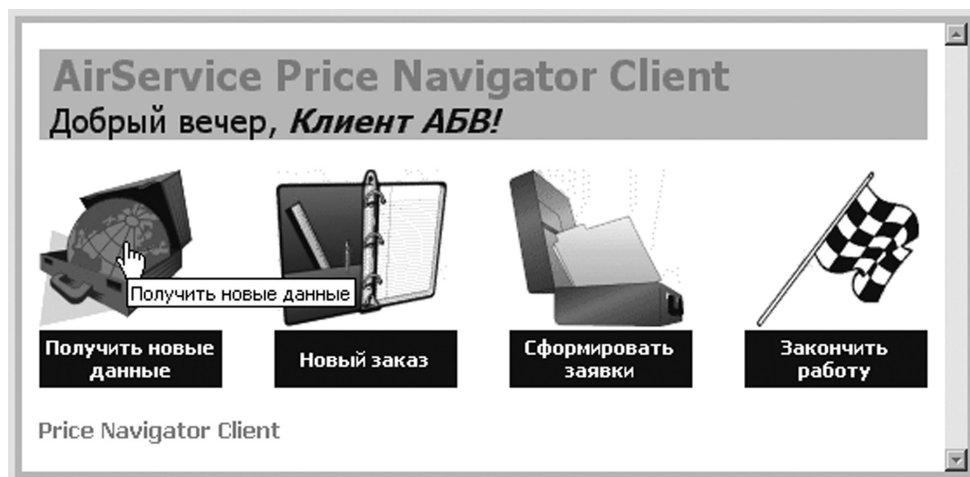 AirService Price Navigator Client
Добрый вечер, Клиент АБВ!
Получить новые данные
Получить новые
данные
Новый заказ
Сформировать
заявки
Закончить
работу
Price Navigator Client